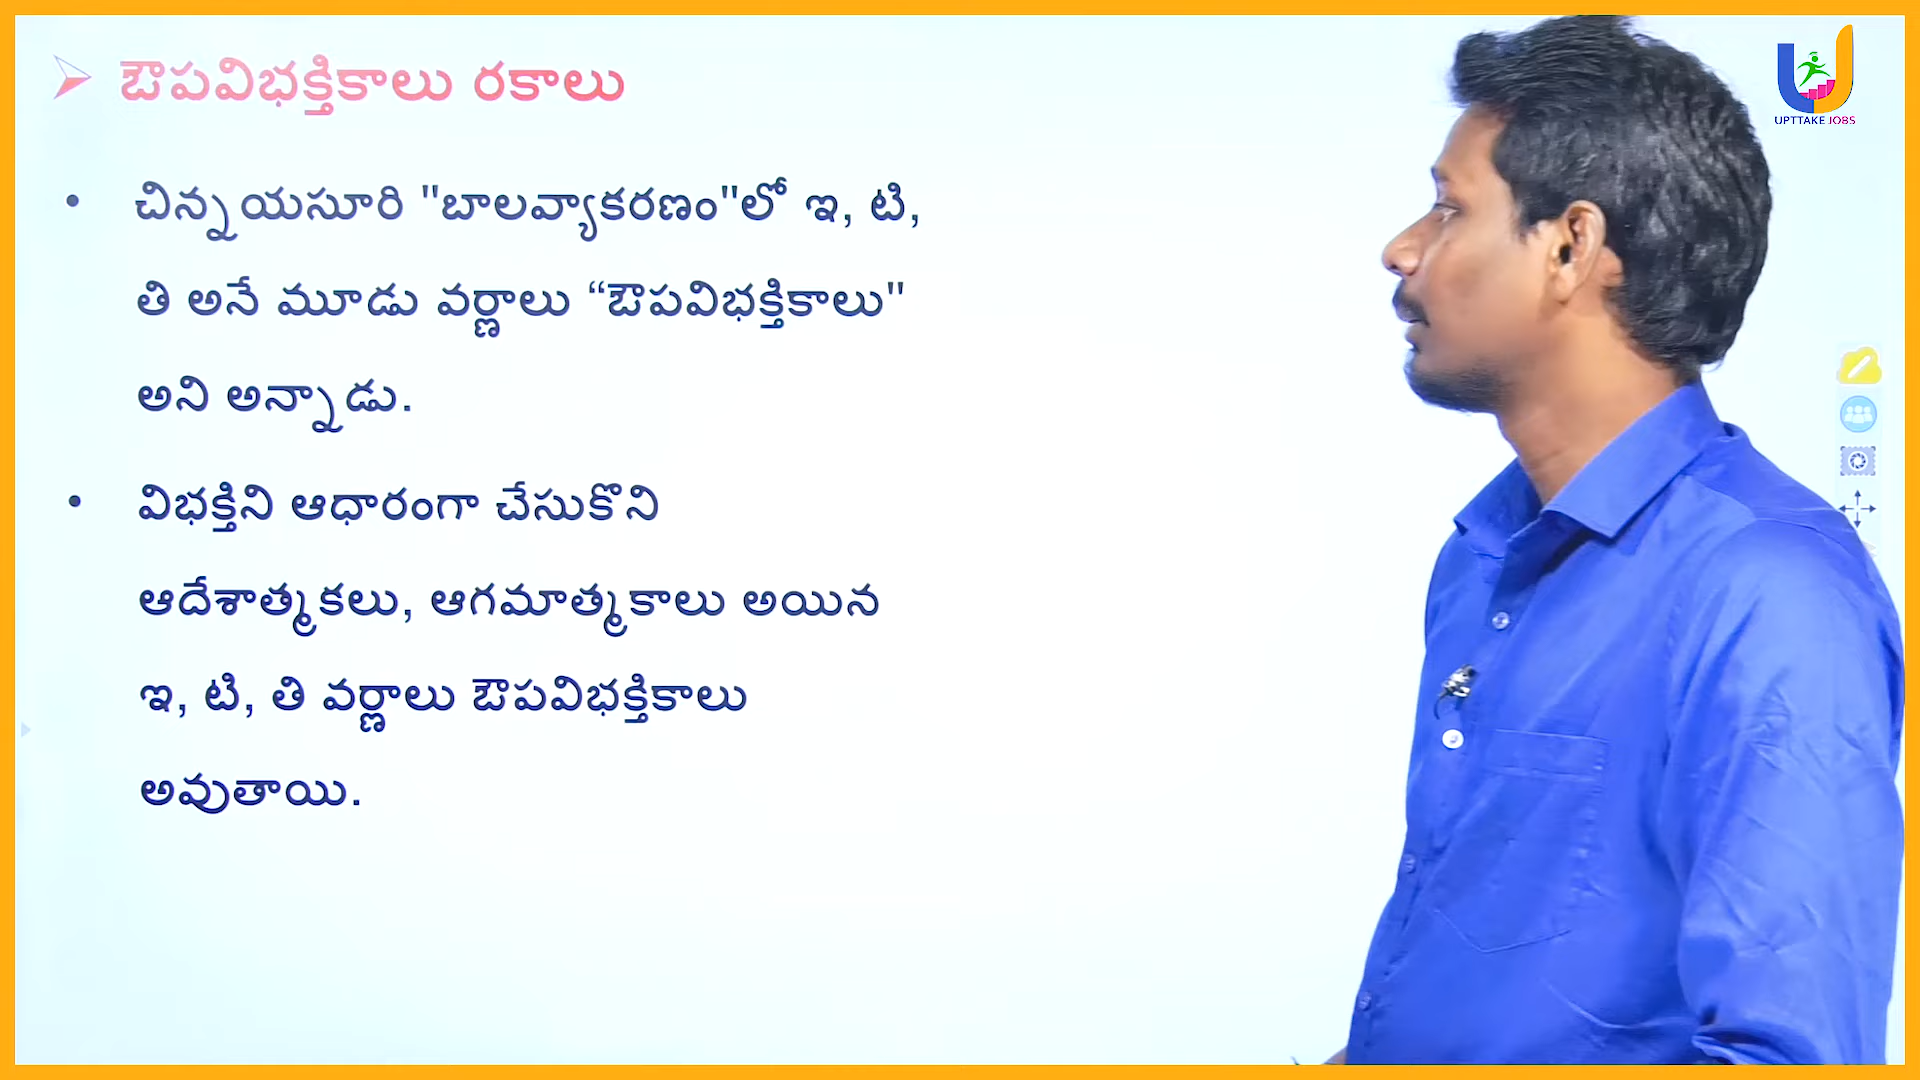 ఔపవిభక్తికాలు రకాలు
UPTTAKE JOBS
• చిన్నయసూరి "బాలవ్యాకరణం"లో ఇ, టి,
తి అనే మూడు వర్ణాలు “ఔపవిభక్తికాలు"
అని అన్నాడు.
• విభక్తిని ఆధారంగా చేసుకొని
ఆదేశాత్మకలు, ఆగమాత్మకాలు అయిన
ఇ, టి, తి వర్ణాలు ఔపవిభక్తికాలు
అవుతాయి.